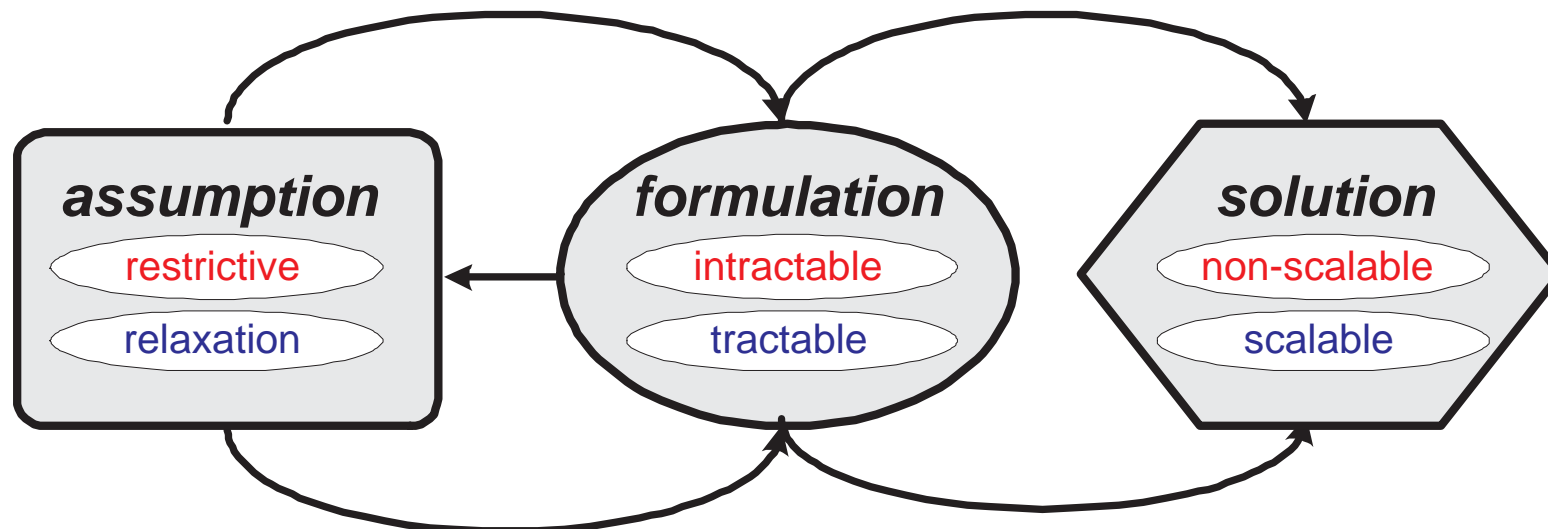 assumption
restrictive
relaxation
formulation
intractable
tractable
solution
non-scalable
scalable